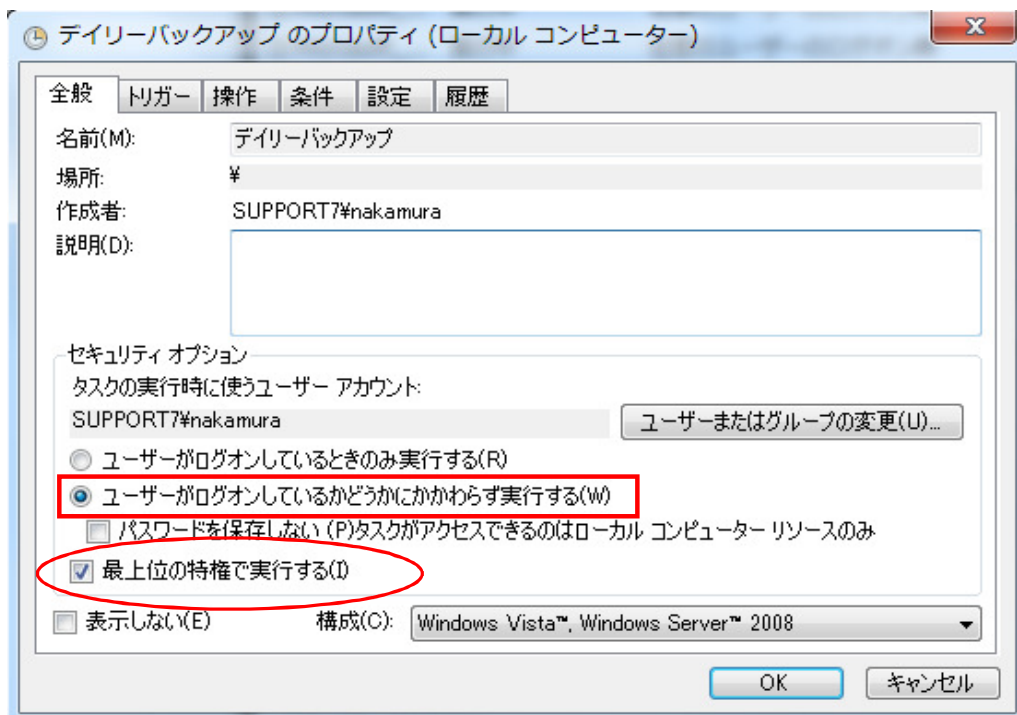 デイリーバックアップ のプロパティ (ローカル コンピューター)
全般 トリガー 操作 条件 設定 履歴
名前(M): デイリーバックアップ
場所: ¥
作成者: SUPPORT7¥nakamura
説明(D):
セキュリティ オプション
タスクの実行時に使うユーザー アカウント:
SUPPORT7¥nakamura ユーザーまたはグループの変更(U)...
ユーザーがログオンしているときのみ実行する(R)
ユーザーがログオンしているかどうかにかかわらず実行する(W)
パスワードを保存しない (P)タスクがアクセスできるのはローカル コンピューター リソースのみ
最上位の特権で実行する(I)
表示しない(E) 構成(C): Windows Vista™, Windows Server™ 2008
OK キャンセル